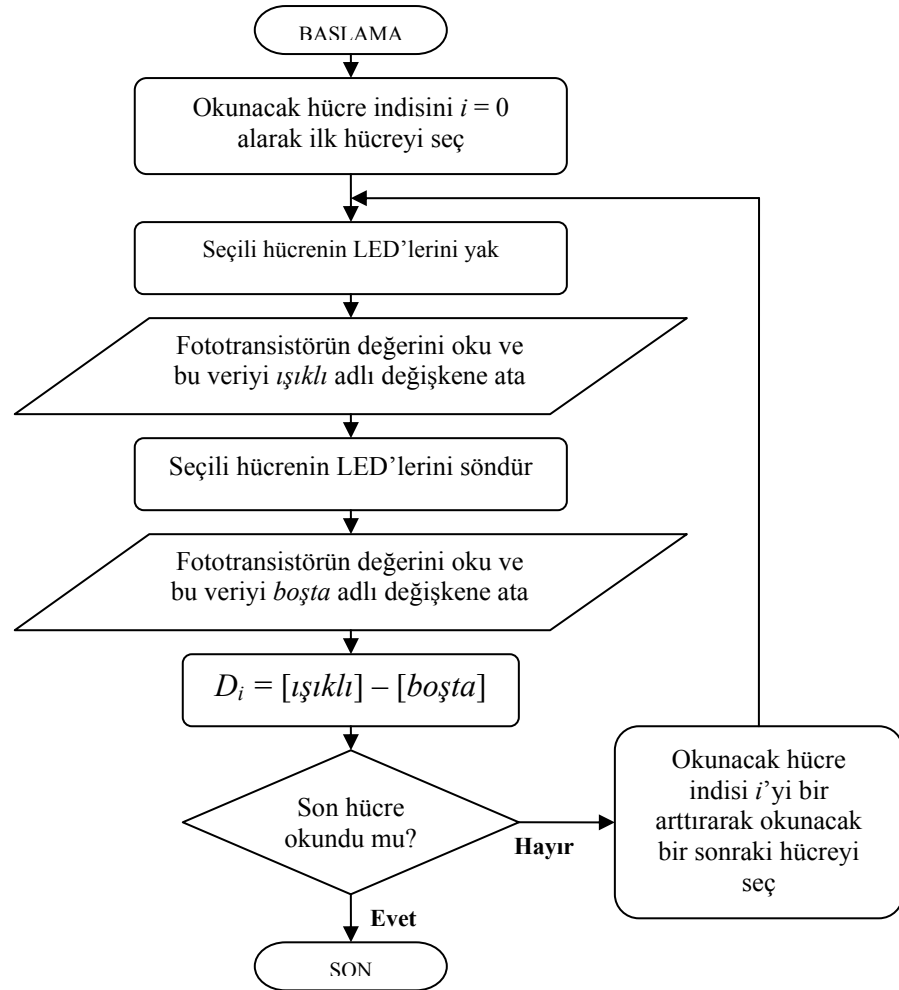 BAŞLAMA
Okunacak hücre indisini i = 0
alarak ilk hücreyi seç
Seçili hücrenin LED’lerini yak
Fototransistörün değerini oku ve
bu veriyi ışıklı adlı değişkene ata
Seçili hücrenin LED’lerini söndür
Fototransistörün değerini oku ve
bu veriyi boşta adlı değişkene ata
Di = [ışıklı] – [boşta]
Son hücre
okundu mu?
Hayır
Okunacak hücre
indisi i’yi bir
arttırarak okunacak
bir sonraki hücreyi
seç
Evet
SON